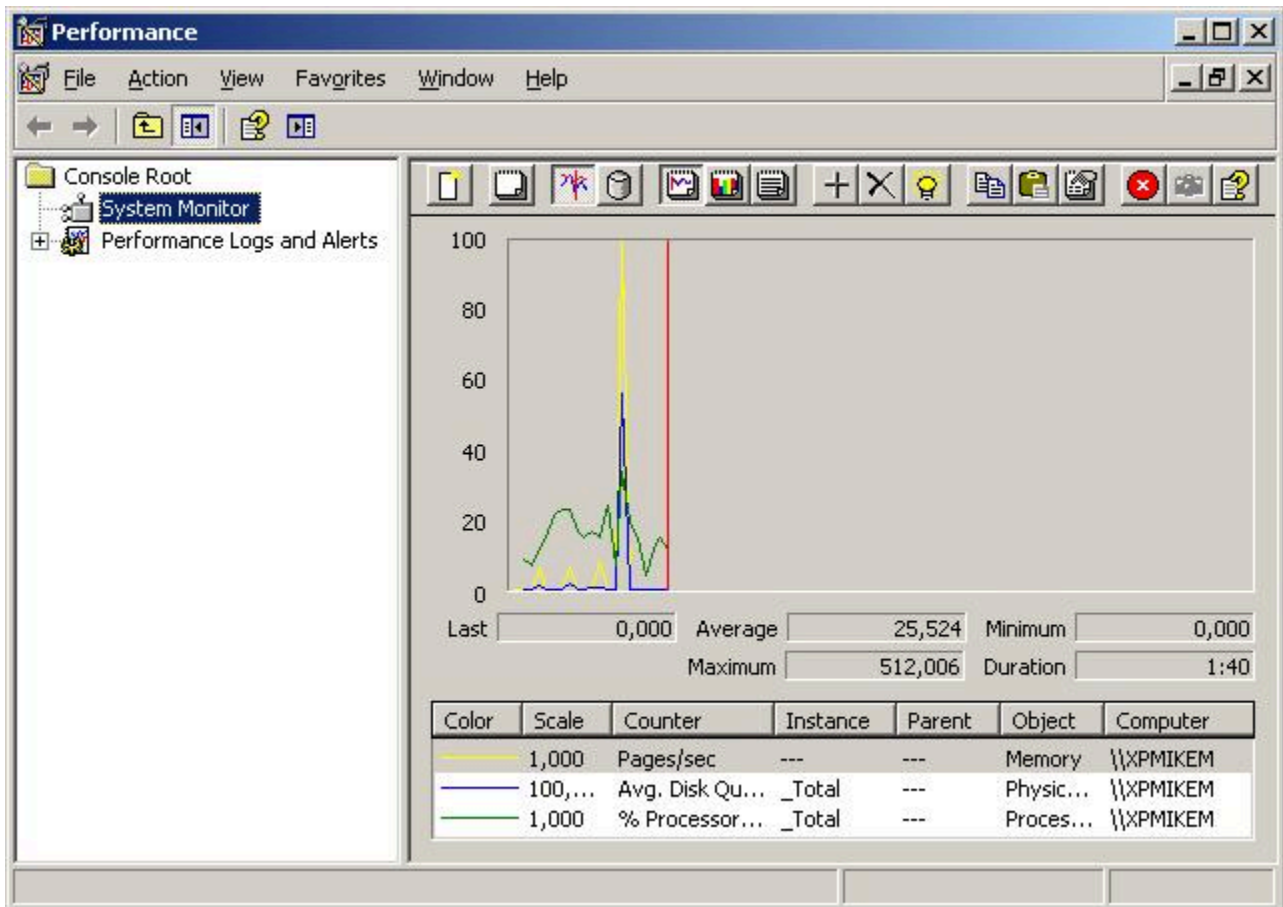 Performance
File Action View Favorites Window Help
Console Root
System Monitor
Performance Logs and Alerts
100
80
60
40
20
0
Last 0,000 Average 25,524 Minimum 0,000
Maximum 512,006 Duration 1:40
Color Scale Counter Instance Parent Object Computer
1,000 Pages/sec --- --- Memory \\XPMIKEM
100,... Avg. Disk Qu... _Total --- Physic... \\XPMIKEM
1,000 % Processor... _Total --- Proces... \\XPMIKEM